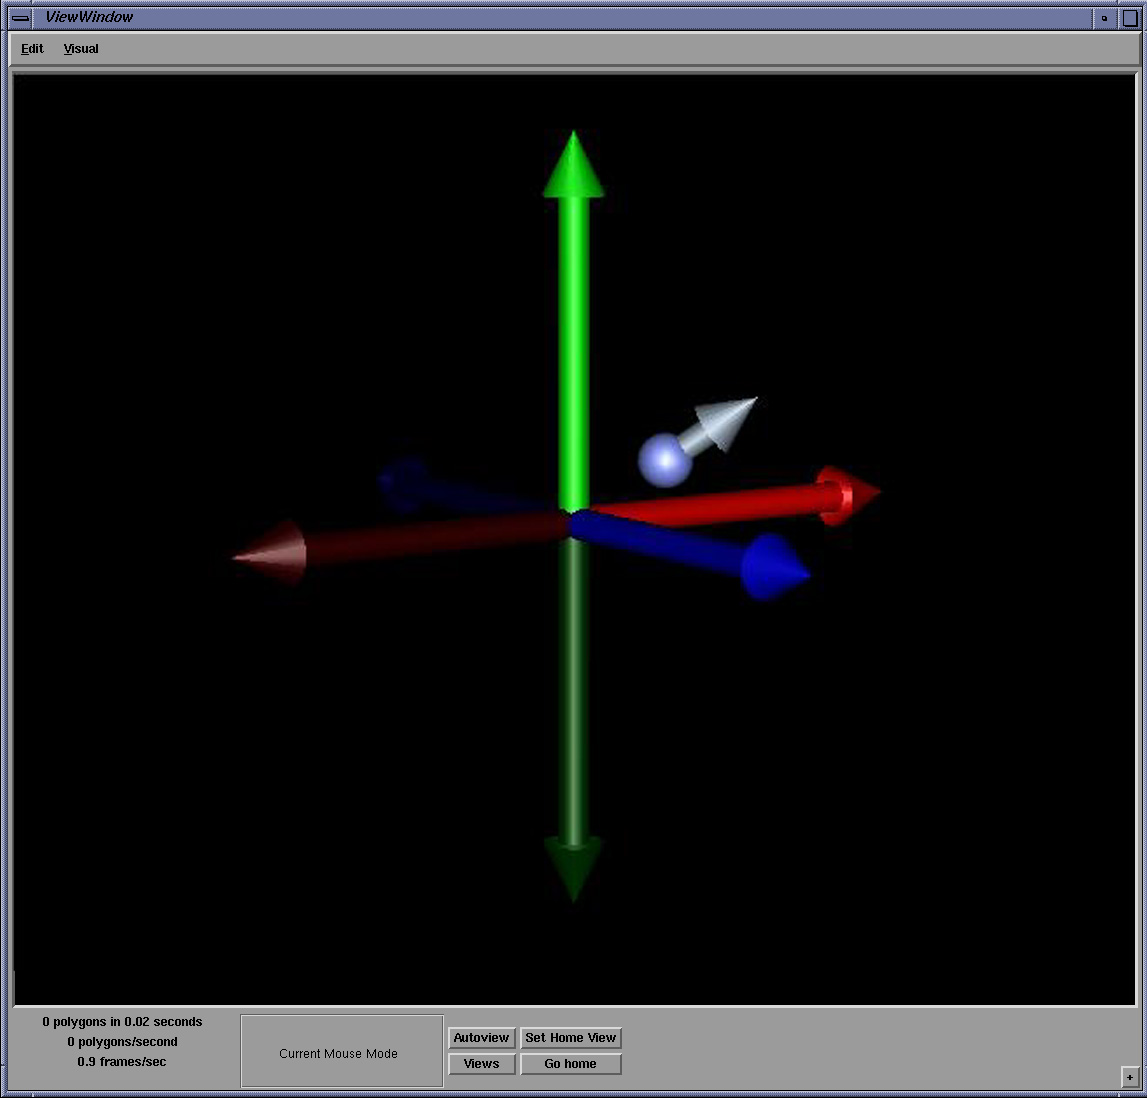 ViewWindow
Edit Visual
0 polygons in 0.02 seconds
0 polygons/second
0.9 frames/sec
Current Mouse Mode
Autoview Set Home View
Views Go home
+